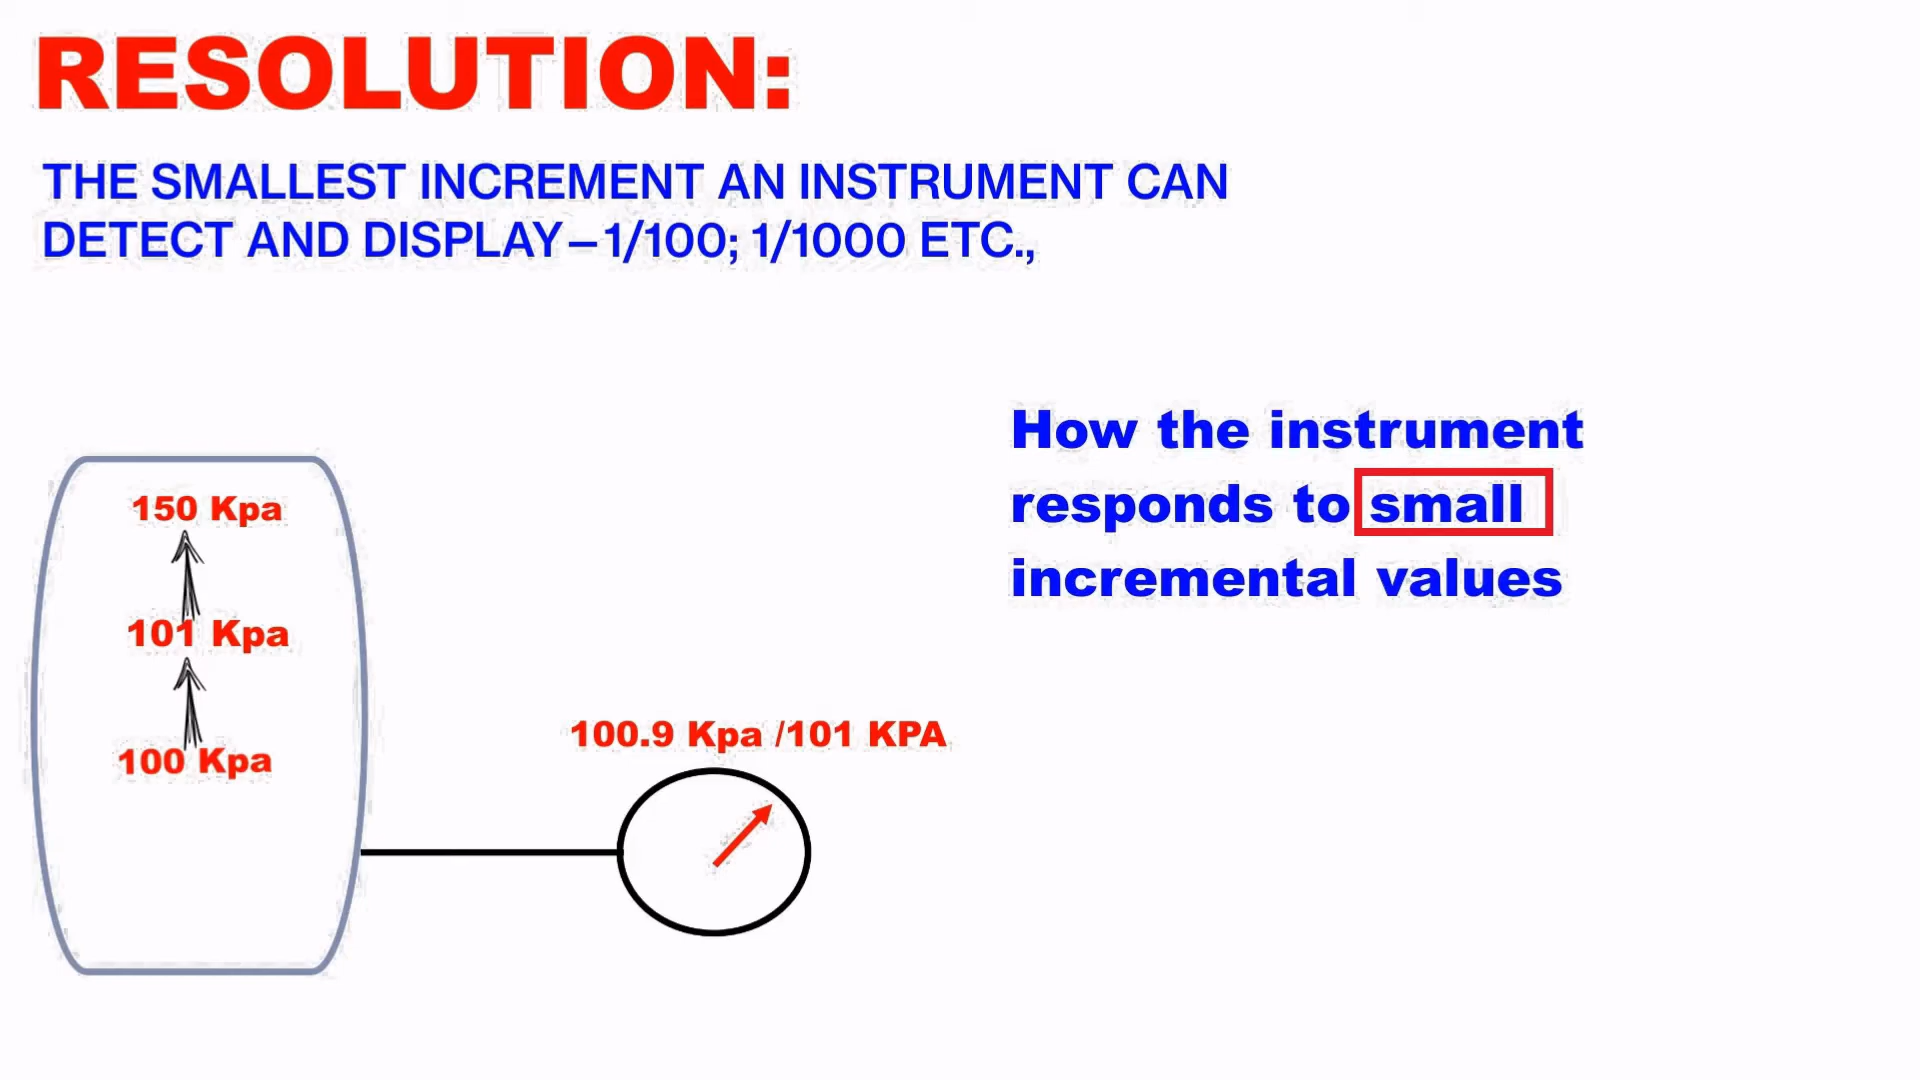 RESOLUTION:
THE SMALLEST INCREMENT AN INSTRUMENT CAN
DETECT AND DISPLAY – 1/100; 1/1000 ETC.,
How the instrument
responds to small
incremental values
150 Kpa
101 Kpa
100 Kpa
100.9 Kpa /101 KPA